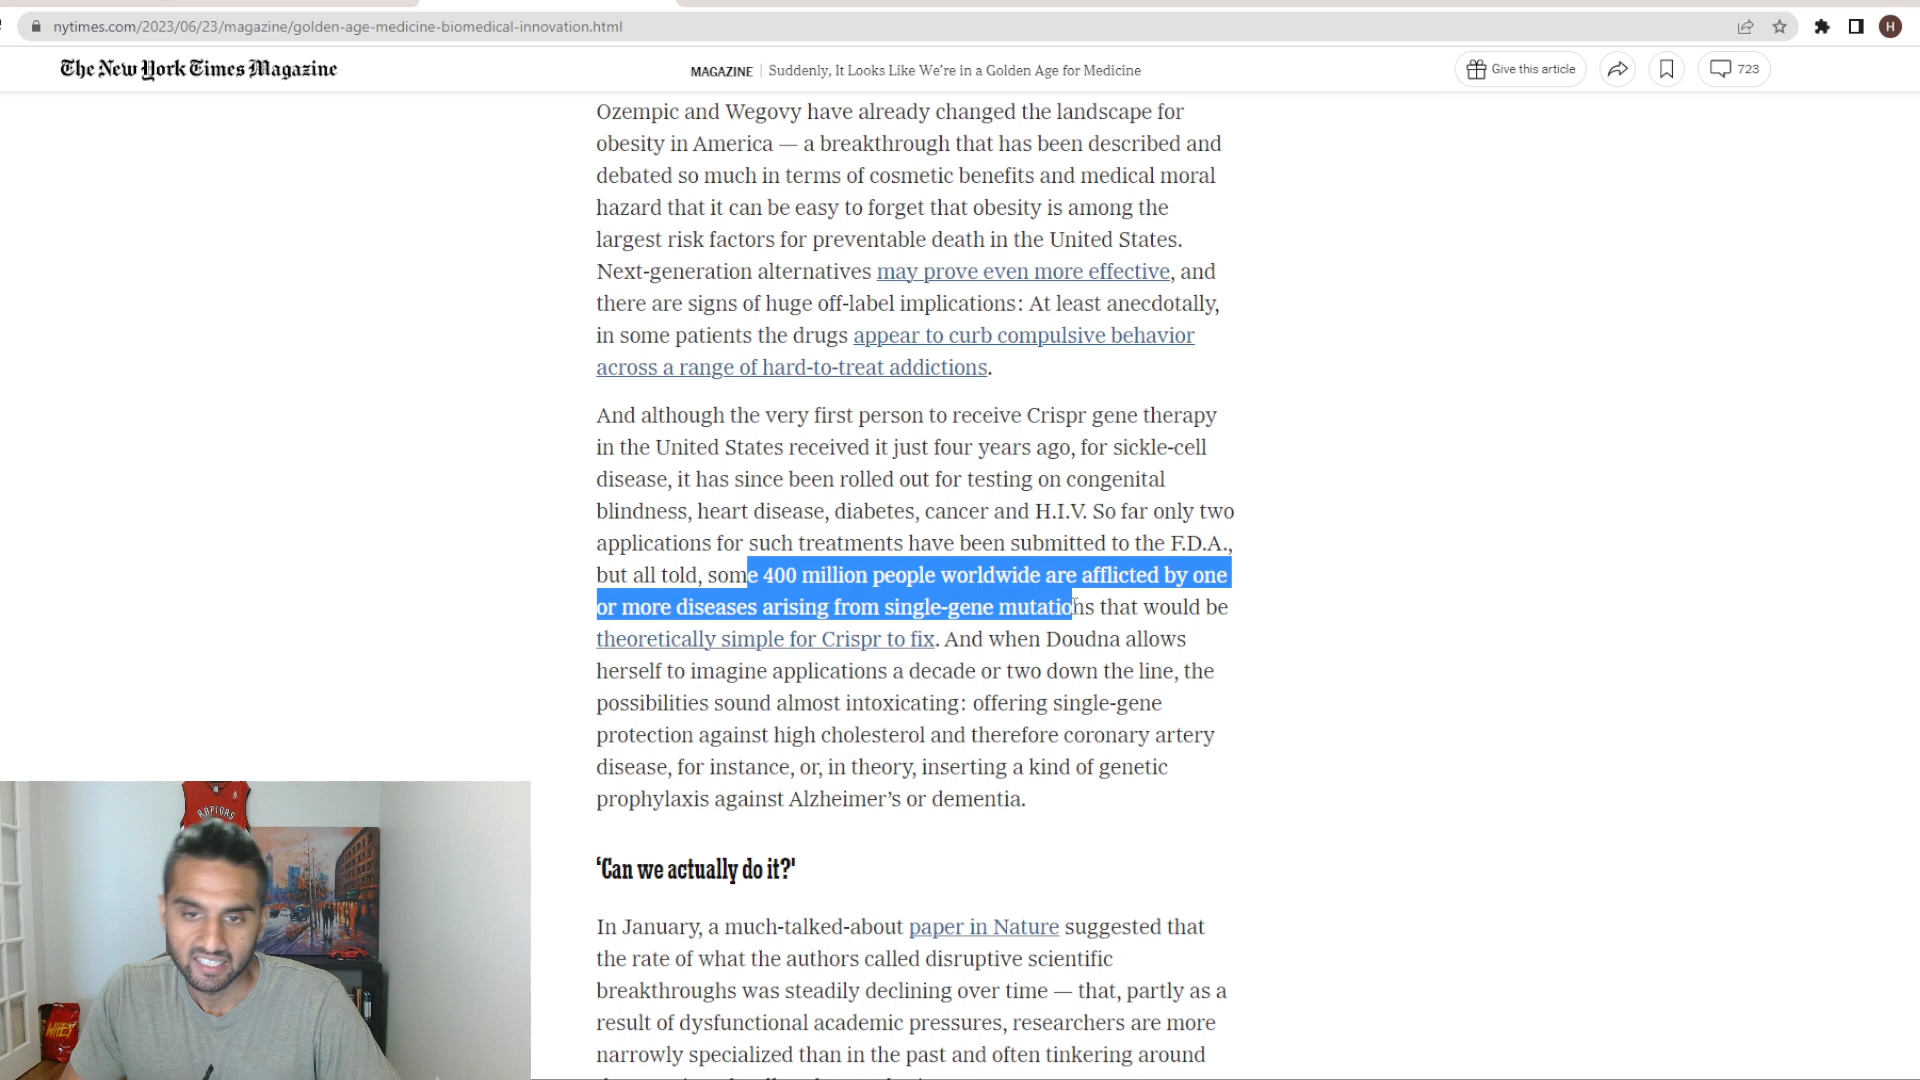 nytimes.com/2023/06/23/magazine/golden-age-medicine-biomedical-innovation.html
H
The New York Times Magazine
MAGAZINE | Suddenly, It Looks Like We're in a Golden Age for Medicine
Give this article
723
Ozempic and Wegovy have already changed the landscape for
obesity in America — a breakthrough that has been described and
debated so much in terms of cosmetic benefits and medical moral
hazard that it can be easy to forget that obesity is among the
largest risk factors for preventable death in the United States.
Next-generation alternatives may prove even more effective, and
there are signs of huge off-label implications: At least anecdotally,
in some patients the drugs appear to curb compulsive behavior
across a range of hard-to-treat addictions.
And although the very first person to receive Crispr gene therapy
in the United States received it just four years ago, for sickle-cell
disease, it has since been rolled out for testing on congenital
blindness, heart disease, diabetes, cancer and H.I.V. So far only two
applications for such treatments have been submitted to the F.D.A.,
but all told, some 400 million people worldwide are afflicted by one
or more diseases arising from single-gene mutations that would be
theoretically simple for Crispr to fix. And when Doudna allows
herself to imagine applications a decade or two down the line, the
possibilities sound almost intoxicating: offering single-gene
protection against high cholesterol and therefore coronary artery
disease, for instance, or, in theory, inserting a kind of genetic
prophylaxis against Alzheimer's or dementia.
'Can we actually do it?'
In January, a much-talked-about paper in Nature suggested that
the rate of what the authors called disruptive scientific
breakthroughs was steadily declining over time — that, partly as a
result of dysfunctional academic pressures, researchers are more
narrowly specialized than in the past and often tinkering around
RAPTORS
WHEY